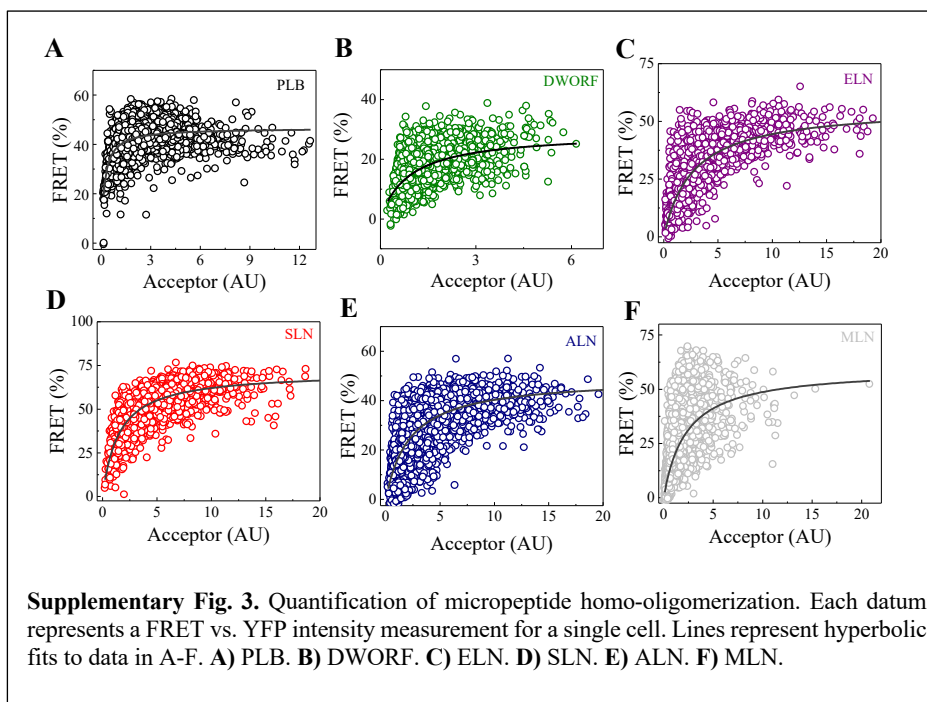 A
B
C
PLB
DWORF
ELN
FRET (%)
60
40
20
0
0
3
6
9
12
Acceptor (AU)
FRET (%)
40
20
0
0
3
6
Acceptor (AU)
FRET (%)
75
50
25
0
0
5
10
15
20
Acceptor (AU)
D
E
F
SLN
ALN
MLN
FRET (%)
100
75
50
25
0
0
5
10
15
20
Acceptor (AU)
FRET (%)
60
40
20
0
0
5
10
15
20
Acceptor (AU)
FRET (%)
75
50
25
0
0
5
10
15
20
Acceptor (AU)
Supplementary Fig. 3. Quantification of micropeptide homo-oligomerization. Each datum
represents a FRET vs. YFP intensity measurement for a single cell. Lines represent hyperbolic
fits to data in A-F. A) PLB. B) DWORF. C) ELN. D) SLN. E) ALN. F) MLN.